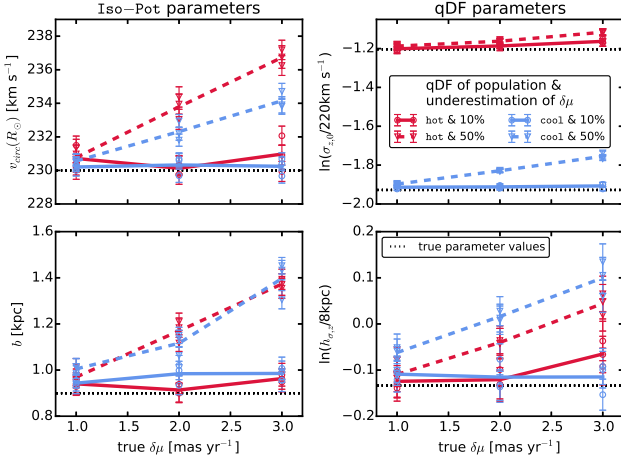 Iso-Pot parameters
qDF parameters
238
236
234
232
230
228
v_circ(R_⊙) [km s⁻¹]
−1.2
−1.4
−1.6
−1.8
−2.0
ln(σ_z,0/220km s⁻¹)
qDF of population &
underestimation of δμ
hot & 10%
cool & 10%
hot & 50%
cool & 50%
1.6
1.4
1.2
1.0
0.8
b [kpc]
1.0
1.5
2.0
2.5
3.0
true δμ [mas yr⁻¹]
0.2
0.1
0.0
−0.1
−0.2
ln(h_σ,z/8kpc)
true parameter values
1.0
1.5
2.0
2.5
3.0
true δμ [mas yr⁻¹]